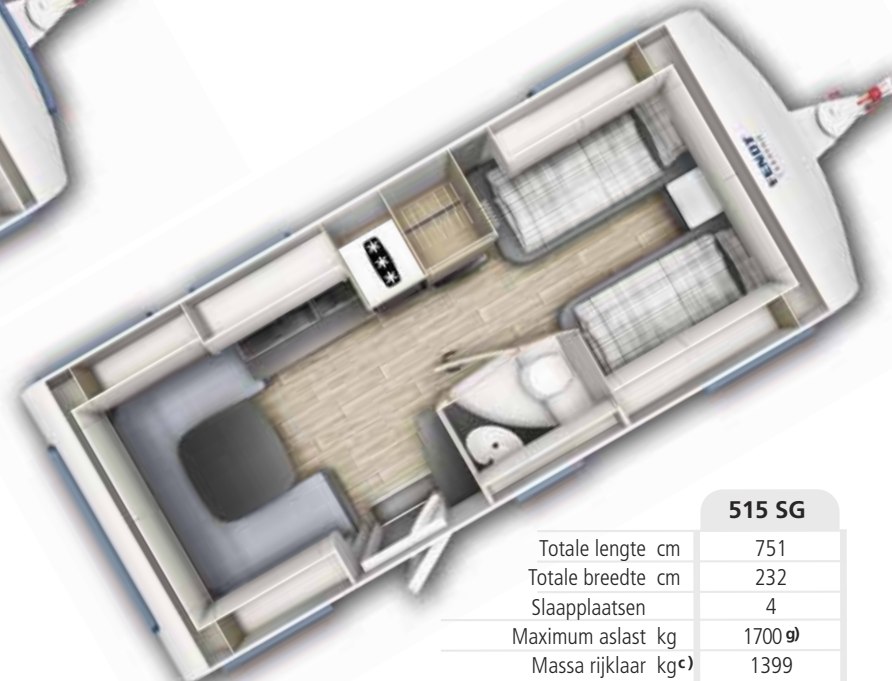 FENDT
515 SG
Totale lengte cm 751
Totale breedte cm 232
Slaapplaatsen 4
Maximum aslast kg 1700 g)
Massa rijklaar kg c) 1399